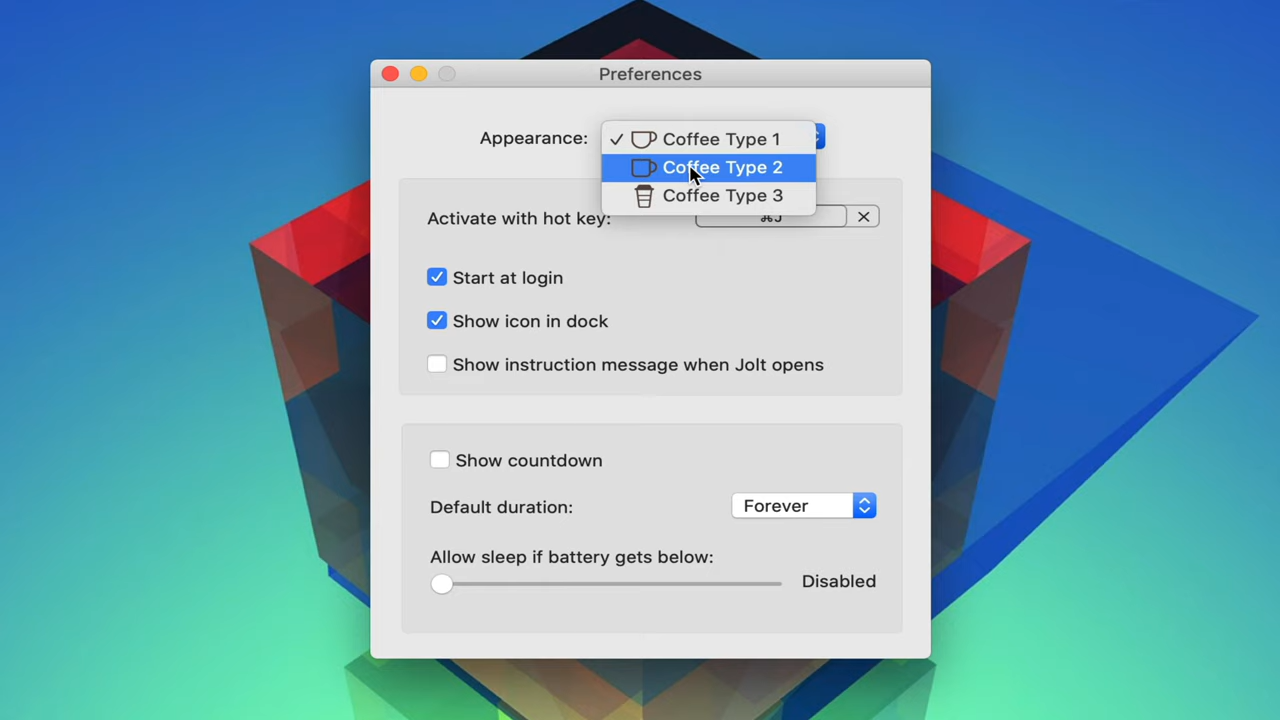 Preferences
Appearance:
✓ Coffee Type 1
Coffee Type 2
Coffee Type 3
Activate with hot key:
⌘J
Start at login
Show icon in dock
Show instruction message when Jolt opens
Show countdown
Default duration: Forever
Allow sleep if battery gets below:
Disabled